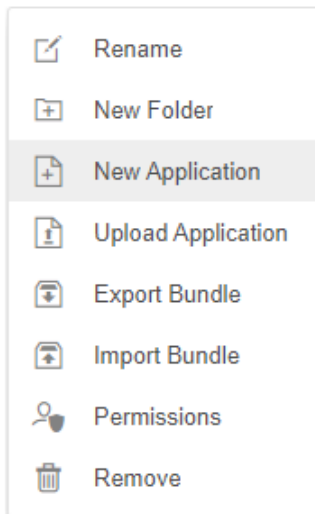 Rename
New Folder
New Application
Upload Application
Export Bundle
Import Bundle
Permissions
Remove